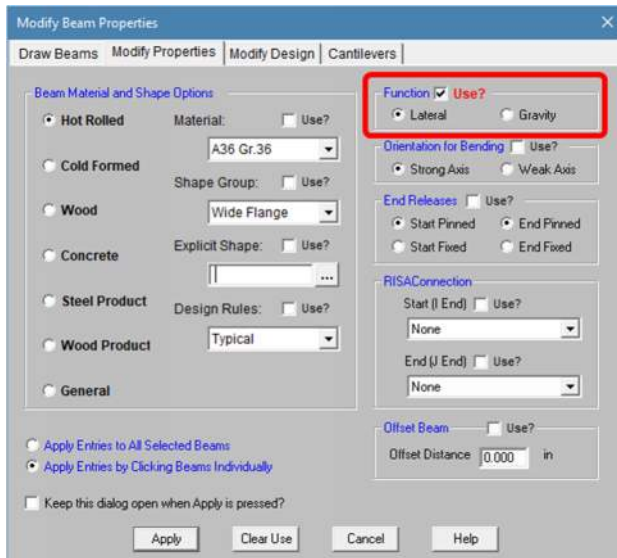 Modify Beam Properties
Draw Beams Modify Properties Modify Design Cantilevers
Beam Material and Shape Options
Hot Rolled
Cold Formed
Wood
Concrete
Steel Product
Wood Product
General
Material: Use?
A36 Gr.36
Shape Group: Use?
Wide Flange
Explicit Shape: Use?
...
Design Rules: Use?
Typical
Function Use?
Lateral Gravity
Orientation for Bending Use?
Strong Axis Weak Axis
End Releases Use?
Start Pinned End Pinned
Start Fixed End Fixed
RISAConnection
Start (I End) Use?
None
End (J End) Use?
None
Offset Beam Use?
Offset Distance 0.000 in
Apply Entries to All Selected Beams
Apply Entries by Clicking Beams Individually
Keep this dialog open when Apply is pressed?
Apply Clear Use Cancel Help